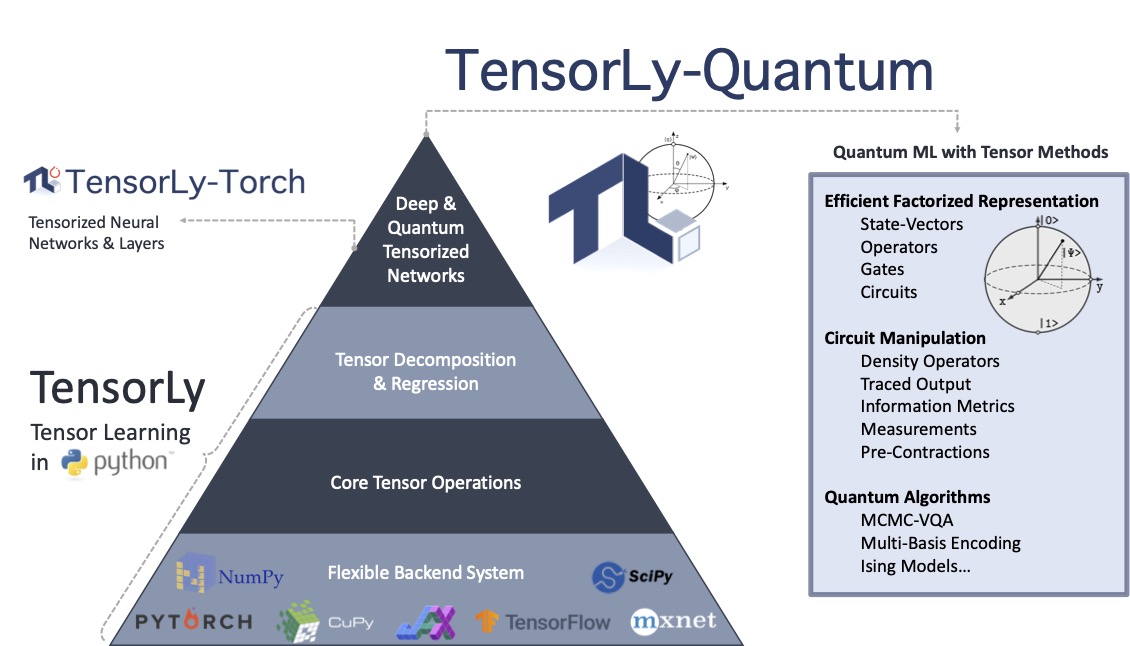 TensorLy-Quantum
TensorLy-Torch
Tensorized Neural
Networks & Layers
TensorLy
Tensor Learning
in python™
Deep &
Quantum
Tensorized
Networks
Tensor Decomposition
& Regression
Core Tensor Operations
NumPy
Flexible Backend System
SciPy
PYTORCH
CuPy
JAX
TensorFlow
mxnet
TL
|0⟩
z
|ψ⟩
θ
φ
x
y
Quantum ML with Tensor Methods
Efficient Factorized Representation
State-Vectors
Operators
Gates
Circuits
|0>
|Ψ>
y
x
|1>
Circuit Manipulation
Density Operators
Traced Output
Information Metrics
Measurements
Pre-Contractions
Quantum Algorithms
MCMC-VQA
Multi-Basis Encoding
Ising Models...